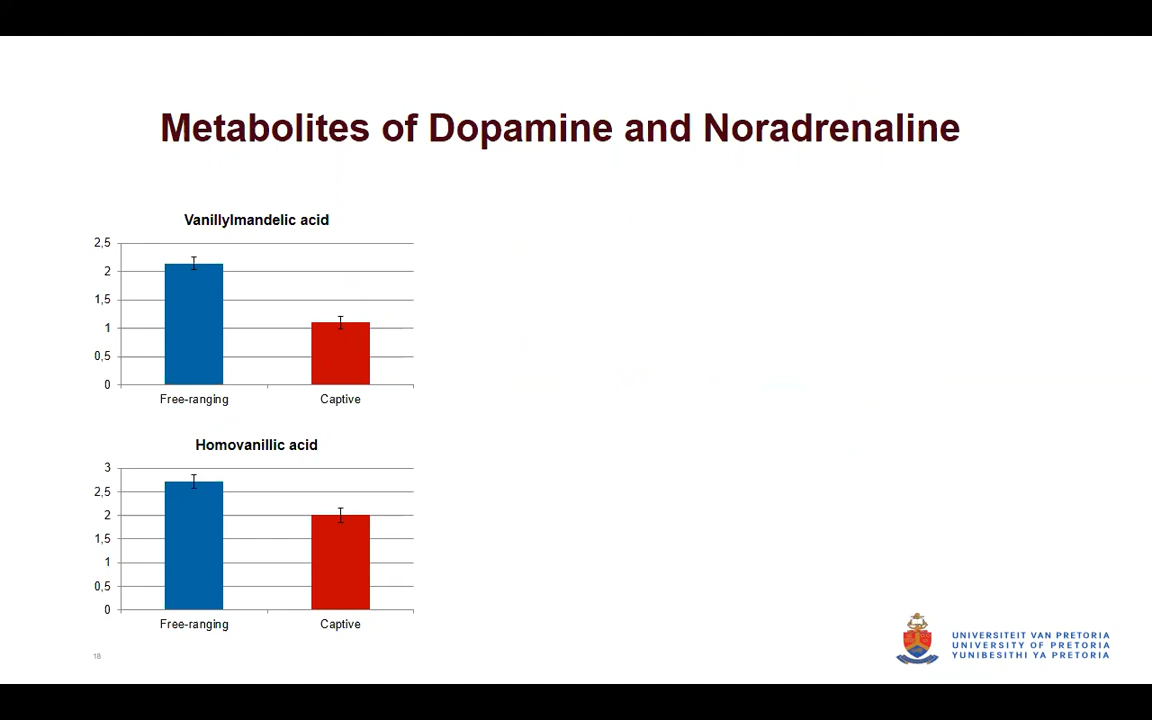 Metabolites of Dopamine and Noradrenaline
Vanillylmandelic acid
2,5
2
1,5
1
0,5
0
Free-ranging Captive
Homovanillic acid
3
2,5
2
1,5
1
0,5
0
Free-ranging Captive
18
UNIVERSITEIT VAN PRETORIA
UNIVERSITY OF PRETORIA
YUNIBESITHI YA PRETORIA